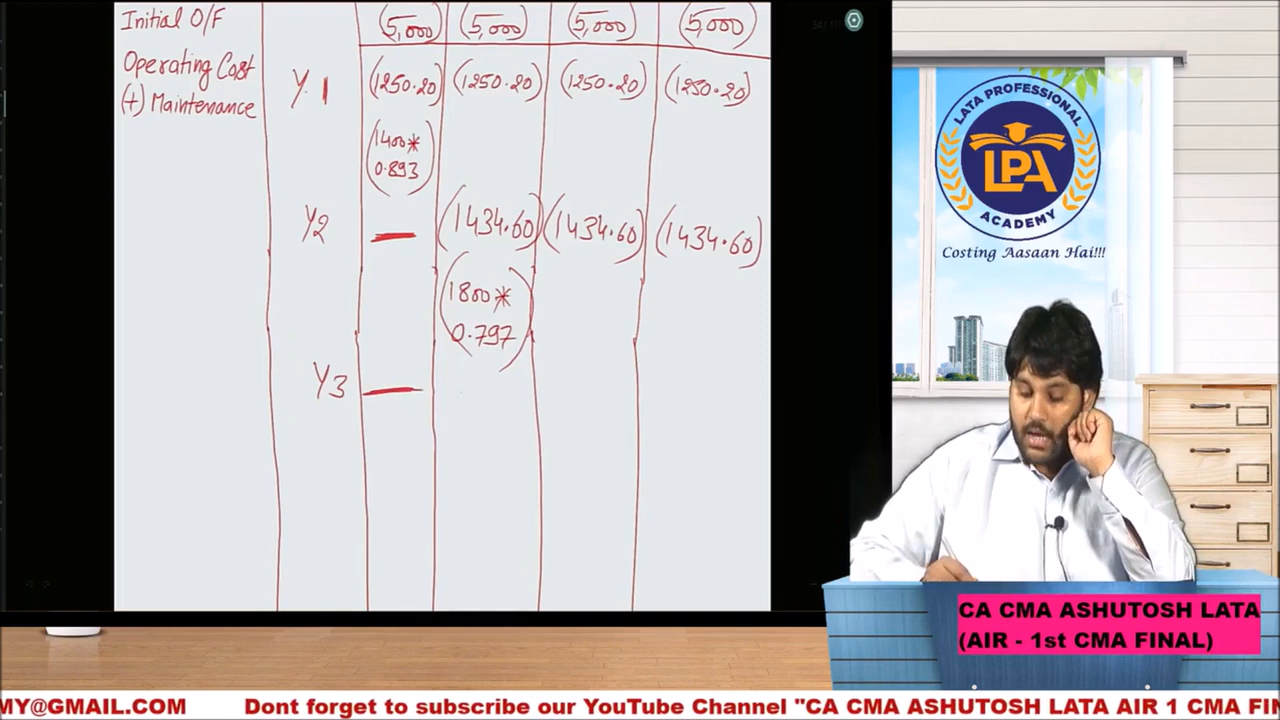 Initial O/F (5,000) (5,000) (5,000) (5,000)
Operating Cost
(+) Maintenance
Y1 (1250.20) (1250.20) (1250.20) (1250.20)
(1400*
0.893)
Y2 — (1434.60) (1434.60) (1434.60)
(1800*
0.797)
Y3 —
LATA PROFESSIONAL
LPA
ACADEMY
Costing Aasaan Hai!!!
CA CMA ASHUTOSH LATA
(AIR - 1st CMA FINAL)
MY@GMAIL.COM Dont forget to subscribe our YouTube Channel "CA CMA ASHUTOSH LATA AIR 1 CMA FI